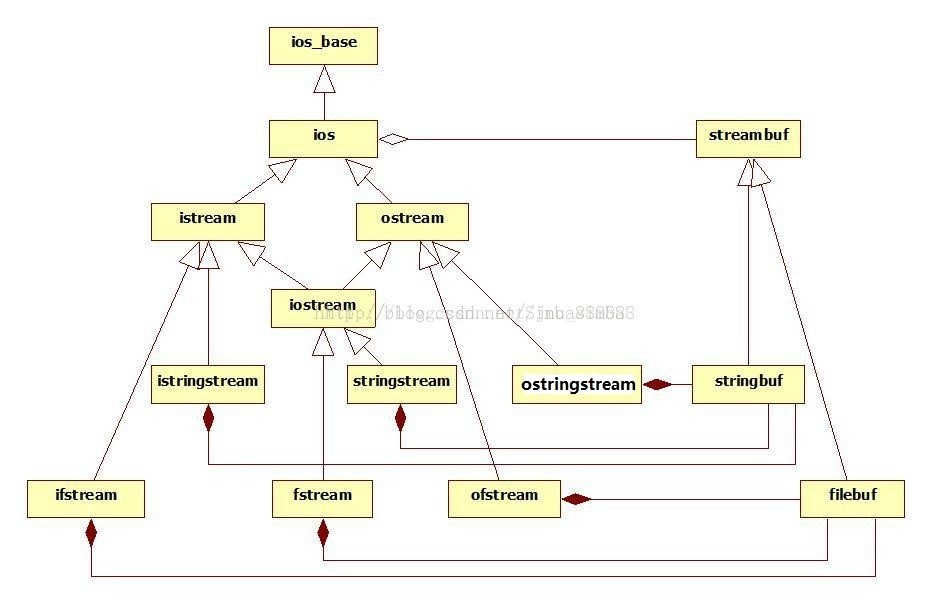 ios_base
ios
streambuf
istream
ostream
iostream
istringstream
stringstream
ostringstream
stringbuf
ifstream
fstream
ofstream
filebuf